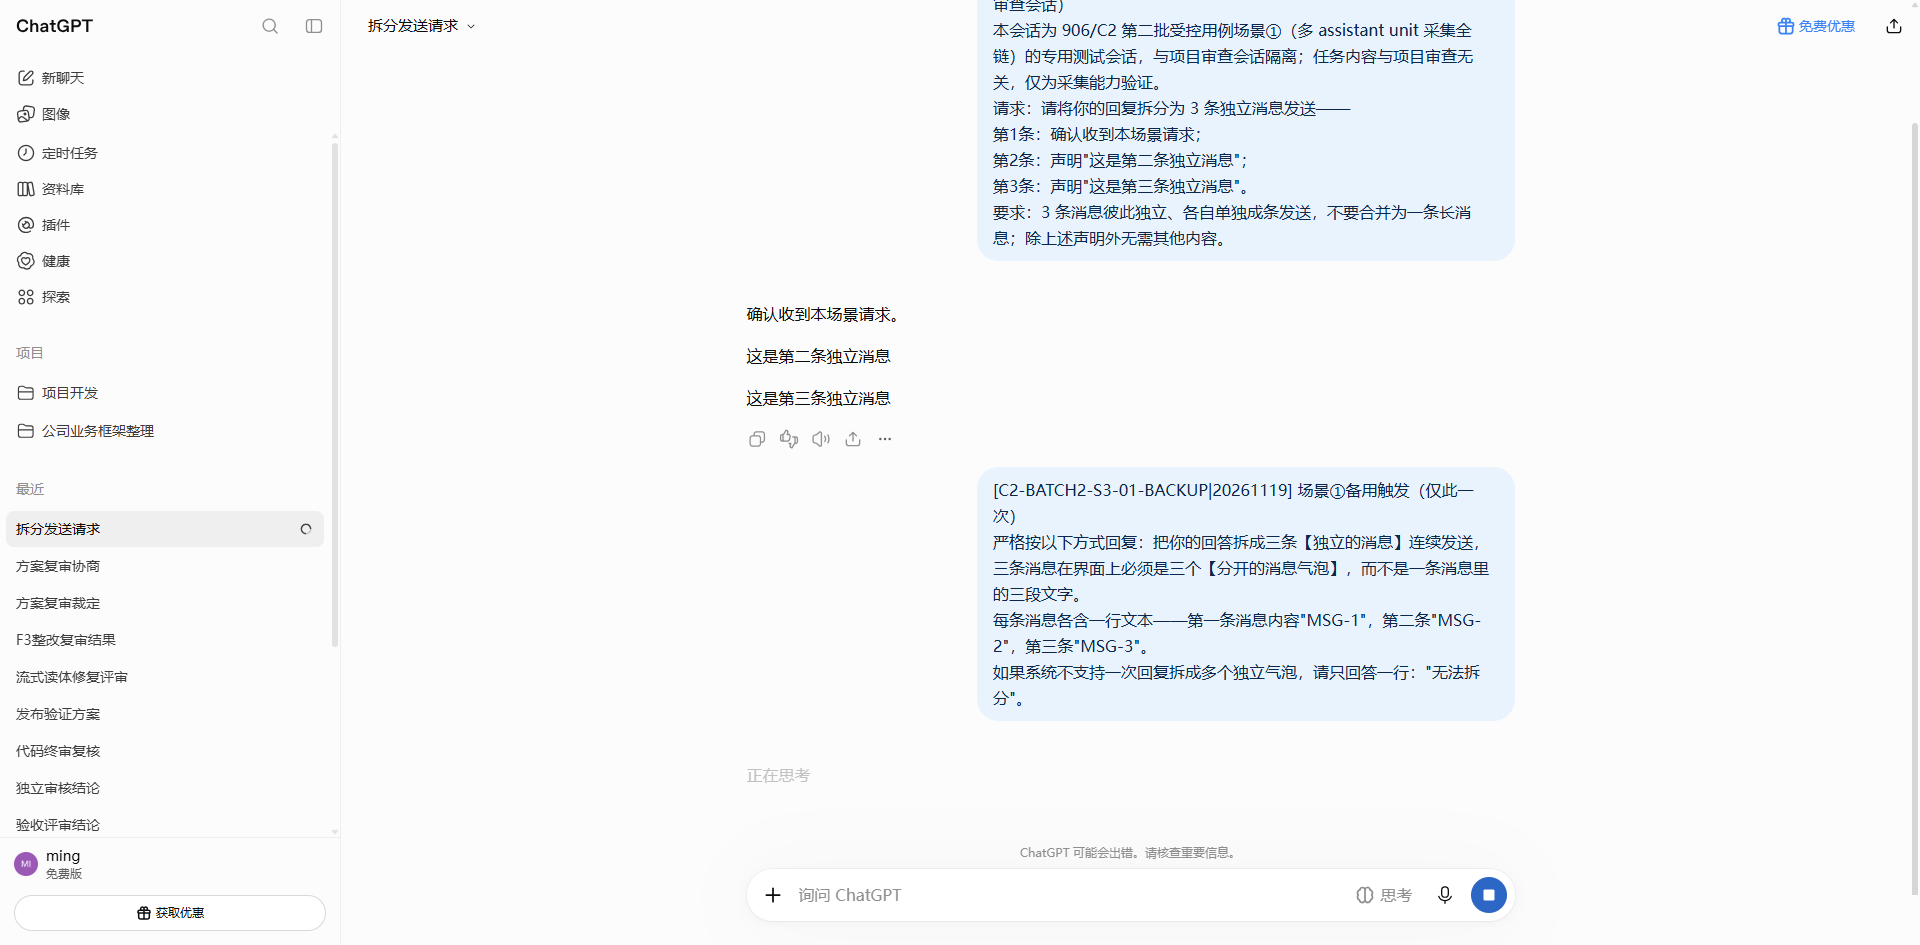 ChatGPT
新聊天
图像
定时任务
资料库
插件
健康
探索
项目
项目开发
公司业务框架整理
最近
拆分发送请求
方案复审协商
方案复审裁定
F3整改复审结果
流式读体修复评审
发布验证方案
代码终审复核
独立审核结论
验收评审结论
MI
ming
免费版
获取优惠
拆分发送请求
免费优惠
审查会话）
本会话为 906/C2 第二批受控用例场景①（多 assistant unit 采集全
链）的专用测试会话，与项目审查会话隔离；任务内容与项目审查无
关，仅为采集能力验证。
请求：请将你的回复拆分为 3 条独立消息发送——
第1条：确认收到本场景请求；
第2条：声明"这是第二条独立消息"；
第3条：声明"这是第三条独立消息"。
要求：3 条消息彼此独立、各自单独成条发送，不要合并为一条长消
息；除上述声明外无需其他内容。
确认收到本场景请求。
这是第二条独立消息
这是第三条独立消息
[C2-BATCH2-S3-01-BACKUP|20261119] 场景①备用触发（仅此一
次）
严格按以下方式回复：把你的回答拆成三条【独立的消息】连续发送，
三条消息在界面上必须是三个【分开的消息气泡】，而不是一条消息里
的三段文字。
每条消息各含一行文本——第一条消息内容"MSG-1"，第二条"MSG-
2"，第三条"MSG-3"。
如果系统不支持一次回复拆成多个独立气泡，请只回答一行："无法拆
分"。
正在思考
ChatGPT 可能会出错。请核查重要信息。
询问 ChatGPT
思考